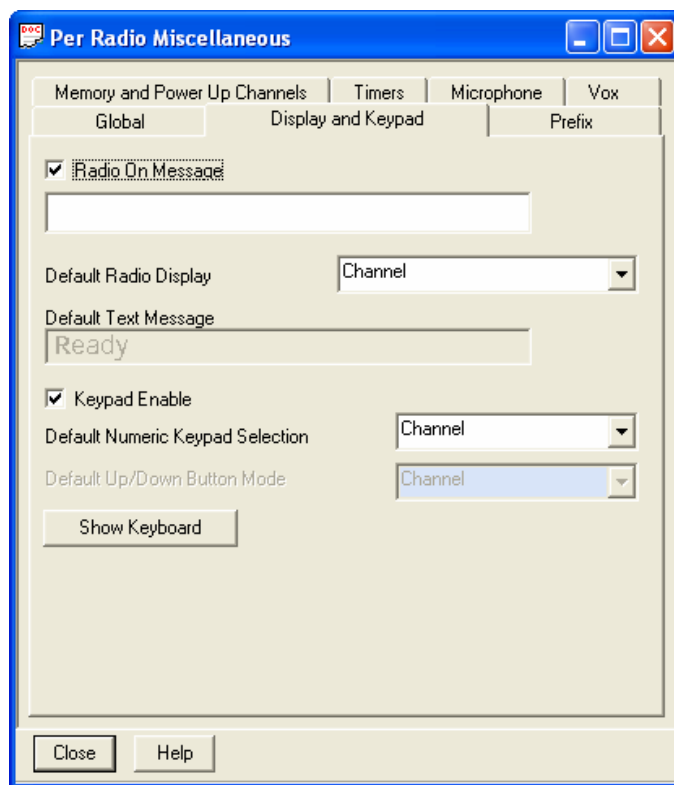 DOC
Per Radio Miscellaneous
Memory and Power Up Channels
Timers
Microphone
Vox
Global
Display and Keypad
Prefix
Radio On Message
Default Radio Display
Channel
Default Text Message
Ready
Keypad Enable
Default Numeric Keypad Selection
Channel
Default Up/Down Button Mode
Channel
Show Keyboard
Close
Help